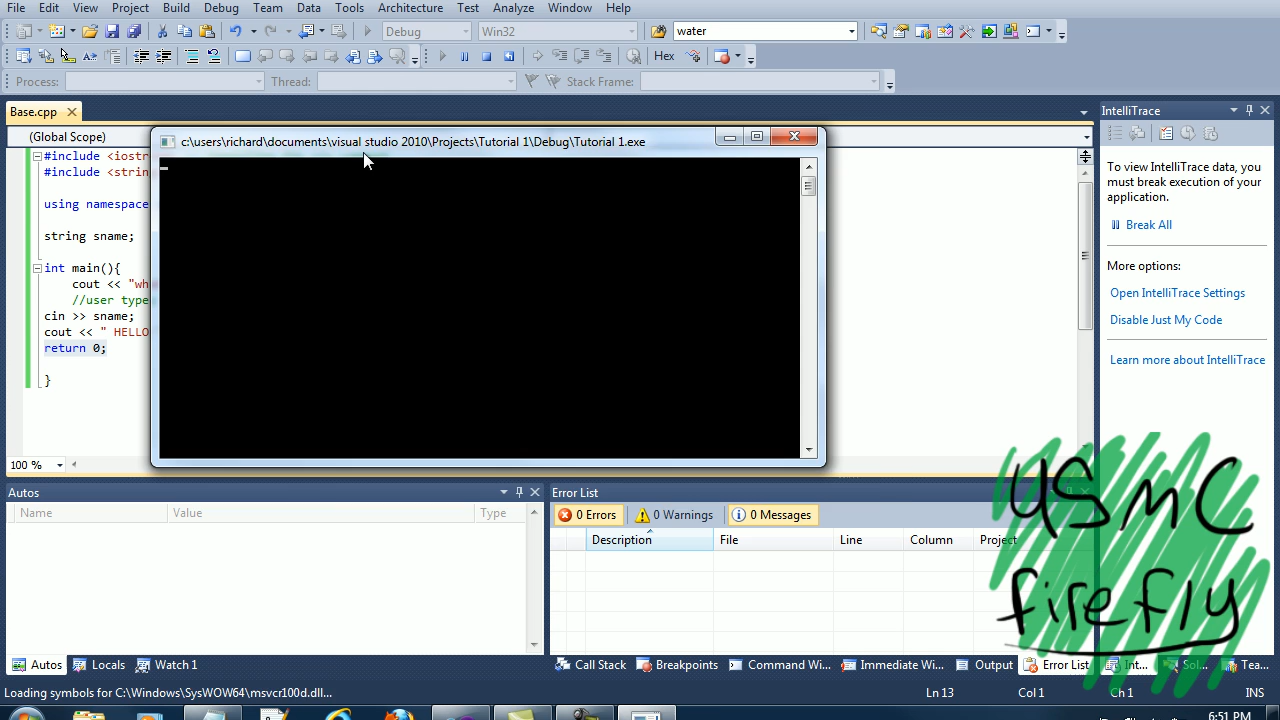 File Edit View Project Build Debug Team Data Tools Architecture Test Analyze Window Help
Debug Win32 water
Hex
Process: Thread: Stack Frame:
Base.cpp
(Global Scope)
#include <iostr
#include <strin
using namespace
string sname;
int main(){
cout << "wh
//user type
cin >> sname;
cout << " HELLO
return 0;
}
100 %
c:\users\richard\documents\visual studio 2010\Projects\Tutorial 1\Debug\Tutorial 1.exe
IntelliTrace
To view IntelliTrace data, you
must break execution of your
application.
Break All
More options:
Open IntelliTrace Settings
Disable Just My Code
Learn more about IntelliTrace
Autos
Name Value Type
Error List
0 Errors 0 Warnings 0 Messages
Description File Line Column Project
USMC
firefly
Autos Locals Watch 1
Call Stack Breakpoints Command Wi... Immediate Wi... Output Error List Int... Sol... Tea...
Loading symbols for C:\Windows\SysWOW64\msvcr100d.dll...
Ln 13 Col 1 Ch 1 INS
6:51 PM